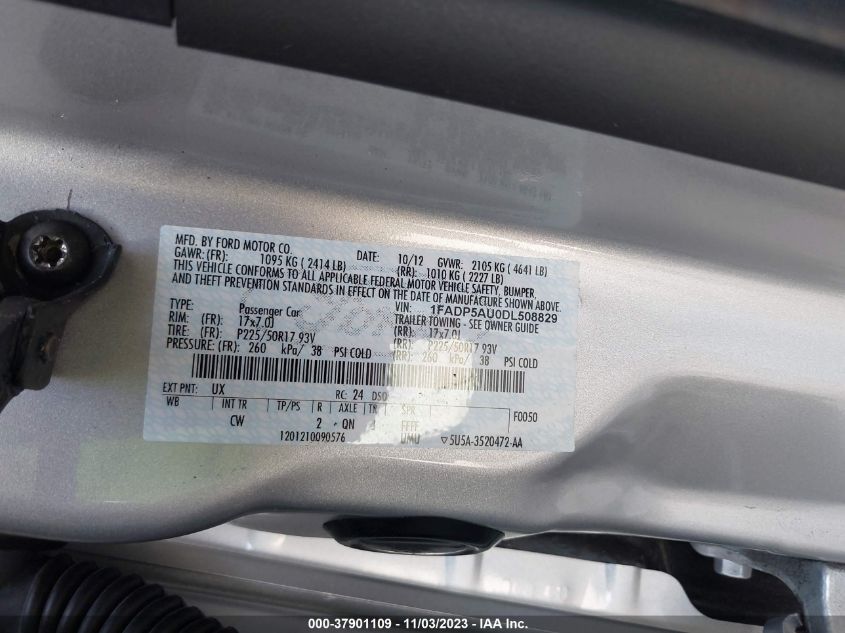 MFD. BY FORD MOTOR CO.
DATE: 10/12 GVWR: 2105 KG ( 4641 LB)
GAWR: (FR): 1095 KG ( 2414 LB) (RR): 1010 KG ( 2227 LB)
THIS VEHICLE CONFORMS TO ALL APPLICABLE FEDERAL MOTOR VEHICLE SAFETY, BUMPER,
AND THEFT PREVENTION STANDARDS IN EFFECT ON THE DATE OF MANUFACTURE SHOWN ABOVE.
VIN: 1FADP5AU0DL508829
TYPE: Passenger Car TRAILER TOWING - SEE OWNER GUIDE
RIM: (FR): 17x7.0J (RR): 17x7.0J
TIRE: (FR): P225/50R17 93V (RR): P225/50R17 93V
PRESSURE: (FR): 260 kPa/ 38 PSI COLD (RR): 260 kPa/ 38 PSI COLD
EXT PNT: UX RC: 24 DSO: F0050
WB INT TR TP/PS R AXLE TR SPR
CW 2 QN J FFFF
1201210090576 UMU ▽5U5A-3520472-AA
000-37901109 - 11/03/2023 - IAA Inc.